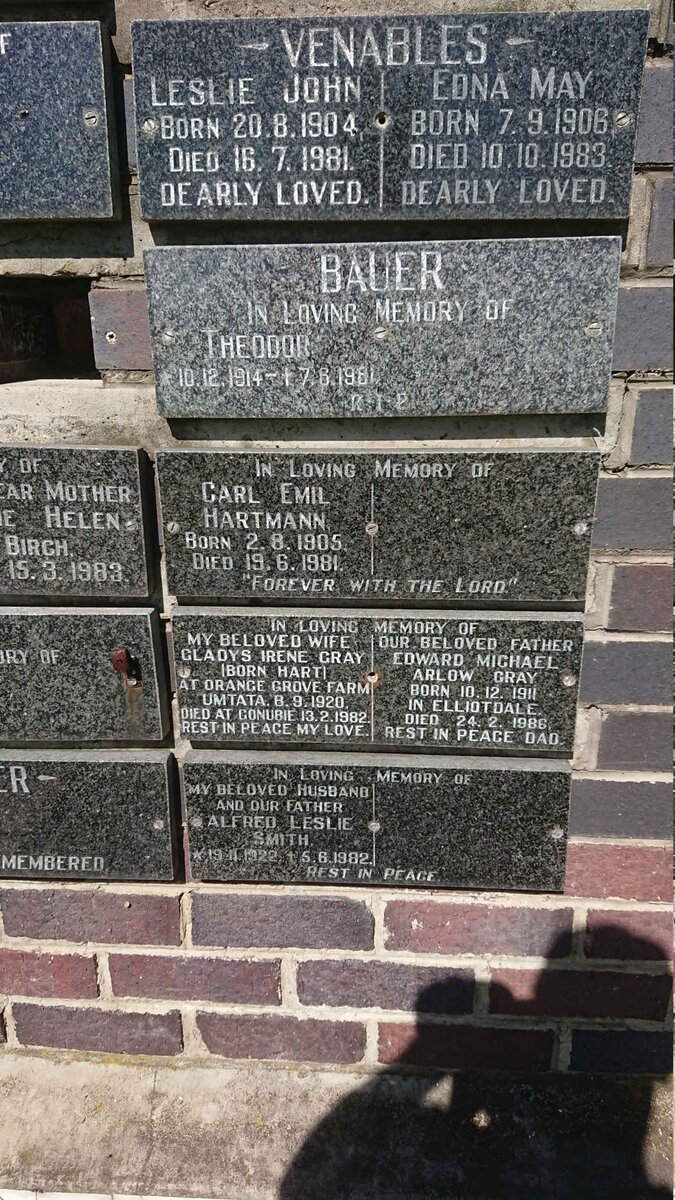 F
VENABLES
LESLIE JOHN
BORN 20.8.1904
DIED 16.7.1981.
DEARLY LOVED.
EDNA MAY
BORN 7.9.1906
DIED 10.10.1983
DEARLY LOVED.
BAUER
IN LOVING MEMORY OF
THEODOR
10.12.1914 - † 7.6.1981
R.I.P.
Y OF
EAR MOTHER
E HELEN
BIRCH.
15.3.1983.
IN LOVING MEMORY OF
CARL EMIL
HARTMANN
BORN 2.8.1905
DIED 19.6.1981.
"FOREVER WITH THE LORD"
ORY OF
IN LOVING MEMORY OF
MY BELOVED WIFE
GLADYS IRENE GRAY
(BORN HART)
AT ORANGE GROVE FARM
UMTATA. 8.9.1920.
DIED AT GONUBIE 13.2.1982.
REST IN PEACE MY LOVE.
OUR BELOVED FATHER
EDWARD MICHAEL
ARLOW GRAY
BORN 10.12.1911
IN ELLIOTDALE
DIED 24.2.1986
REST IN PEACE DAD.
ER
MEMBERED
IN LOVING MEMORY OF
MY BELOVED HUSBAND
AND OUR FATHER
ALFRED LESLIE
SMITH
* 19.11.1922 † 5.6.1982.
REST IN PEACE